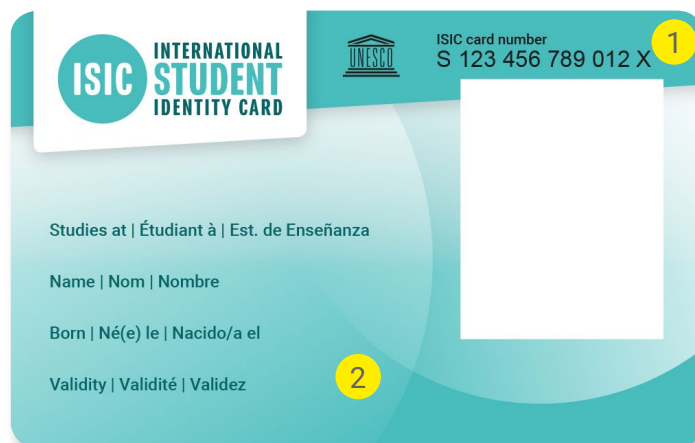 ISIC
INTERNATIONAL
STUDENT
IDENTITY CARD
UNESCO
ISIC card number
S 123 456 789 012 X
1
Studies at | Étudiant à | Est. de Enseñanza
Name | Nom | Nombre
Born | Né(e) le | Nacido/a el
Validity | Validité | Validez
2